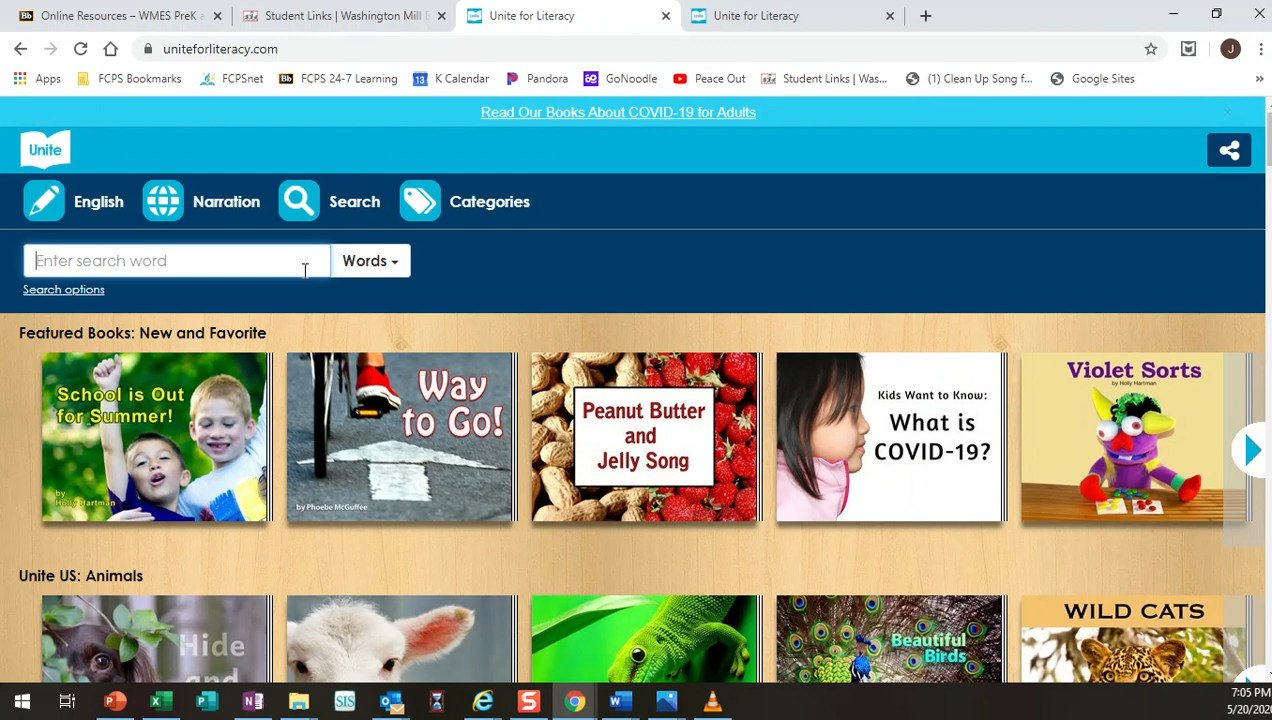 Online Resources – WMES PreK a
Student Links | Washington Mill E
Unite for Literacy
Unite for Literacy
uniteforliteracy.com
J
Apps
FCPS Bookmarks
FCPSnet
Bb
FCPS 24-7 Learning
13
K Calendar
Pandora
GoNoodle
Peace Out
Student Links | Was...
(1) Clean Up Song f...
Google Sites
»
Read Our Books About COVID-19 for Adults
Unite
English
Narration
Search
Categories
Enter search word
Words
Search options
Featured Books: New and Favorite
School is Out
for Summer!
by
Holly Hartman
Way
to Go!
by Phoebe McGuffee
Peanut Butter
and
Jelly Song
Kids Want to Know:
What is
COVID-19?
Violet Sorts
by Holly Hartman
Unite US: Animals
Hide
and
Beautiful
Birds
WILD CATS
SIS
7:05 PM
5/20/2020